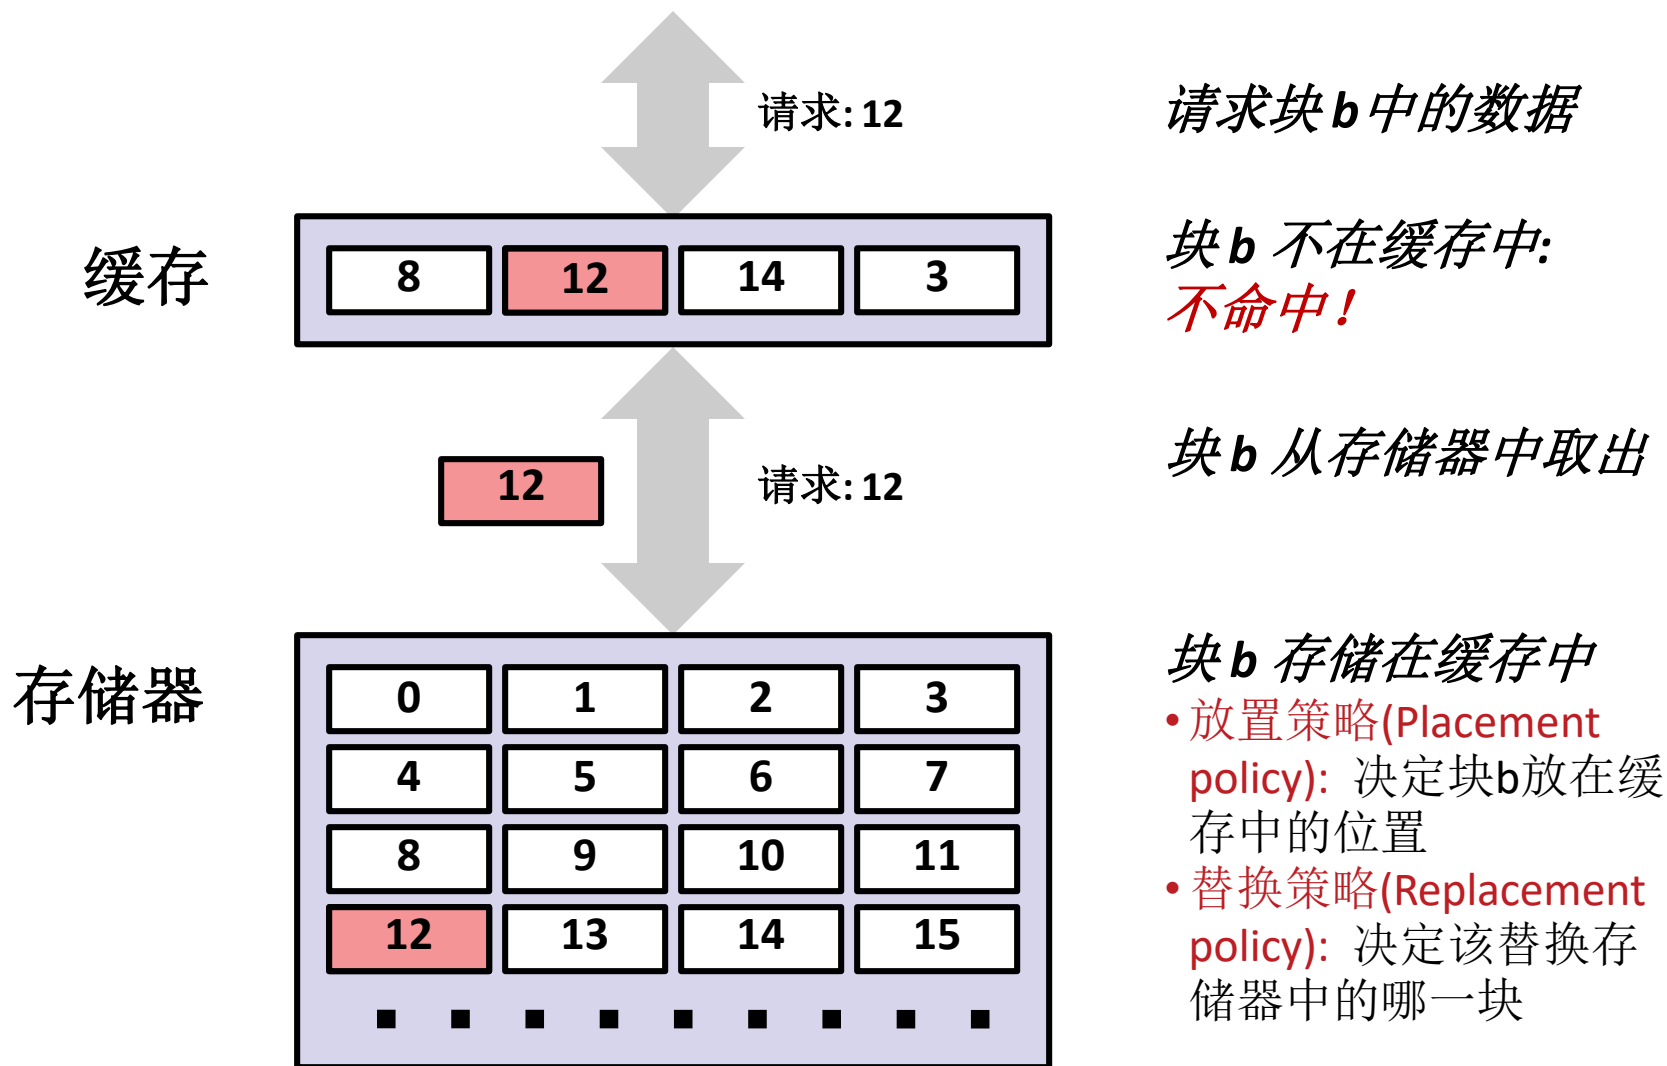 请求: 12
请求块 b 中的数据
缓存
8 12 14 3
块 b 不在缓存中:
不命中!
12
请求: 12
块 b 从存储器中取出
存储器
0 1 2 3
4 5 6 7
8 9 10 11
12 13 14 15
块 b 存储在缓存中
• 放置策略(Placement
policy): 决定块b放在缓
存中的位置
• 替换策略(Replacement
policy): 决定该替换存
储器中的哪一块